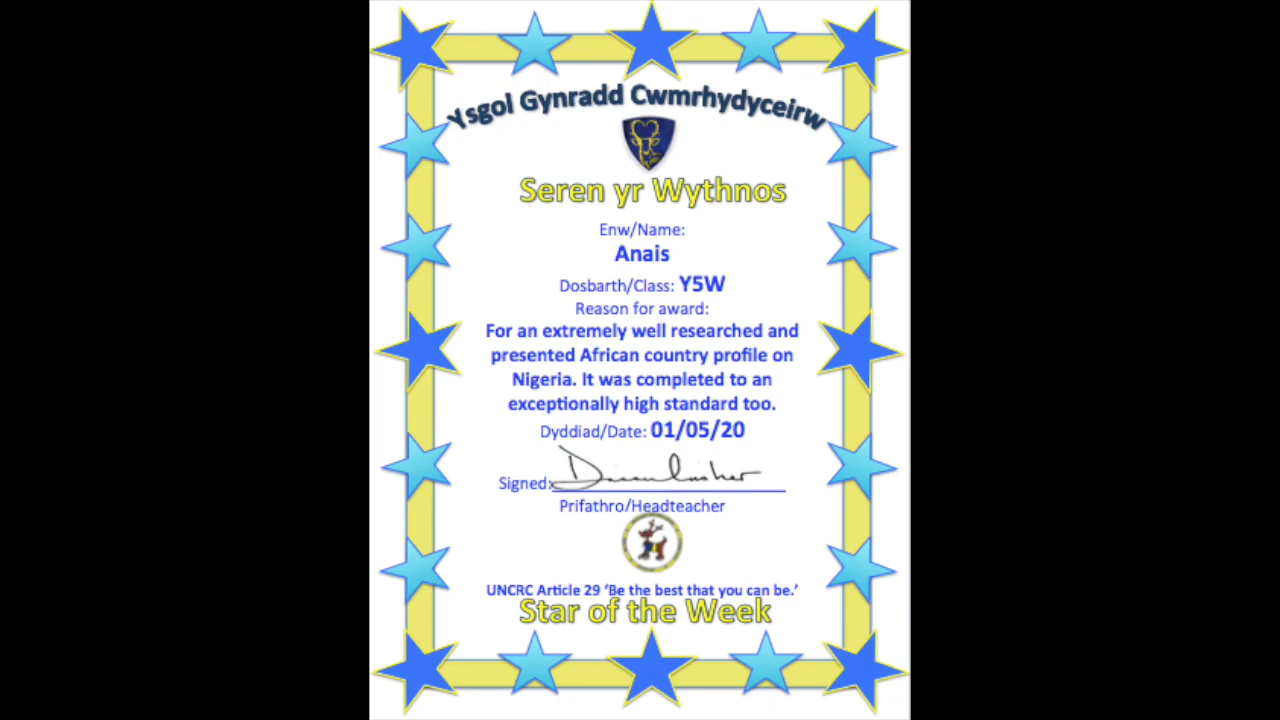 Ysgol Gynradd Cwmrhydyceirw
Seren yr Wythnos
Enw/Name:
Anais
Dosbarth/Class: Y5W
Reason for award:
For an extremely well researched and
presented African country profile on
Nigeria. It was completed to an
exceptionally high standard too.
Dyddiad/Date: 01/05/20
Signed:
Prifathro/Headteacher
UNCRC Article 29 ‘Be the best that you can be.’
Star of the Week